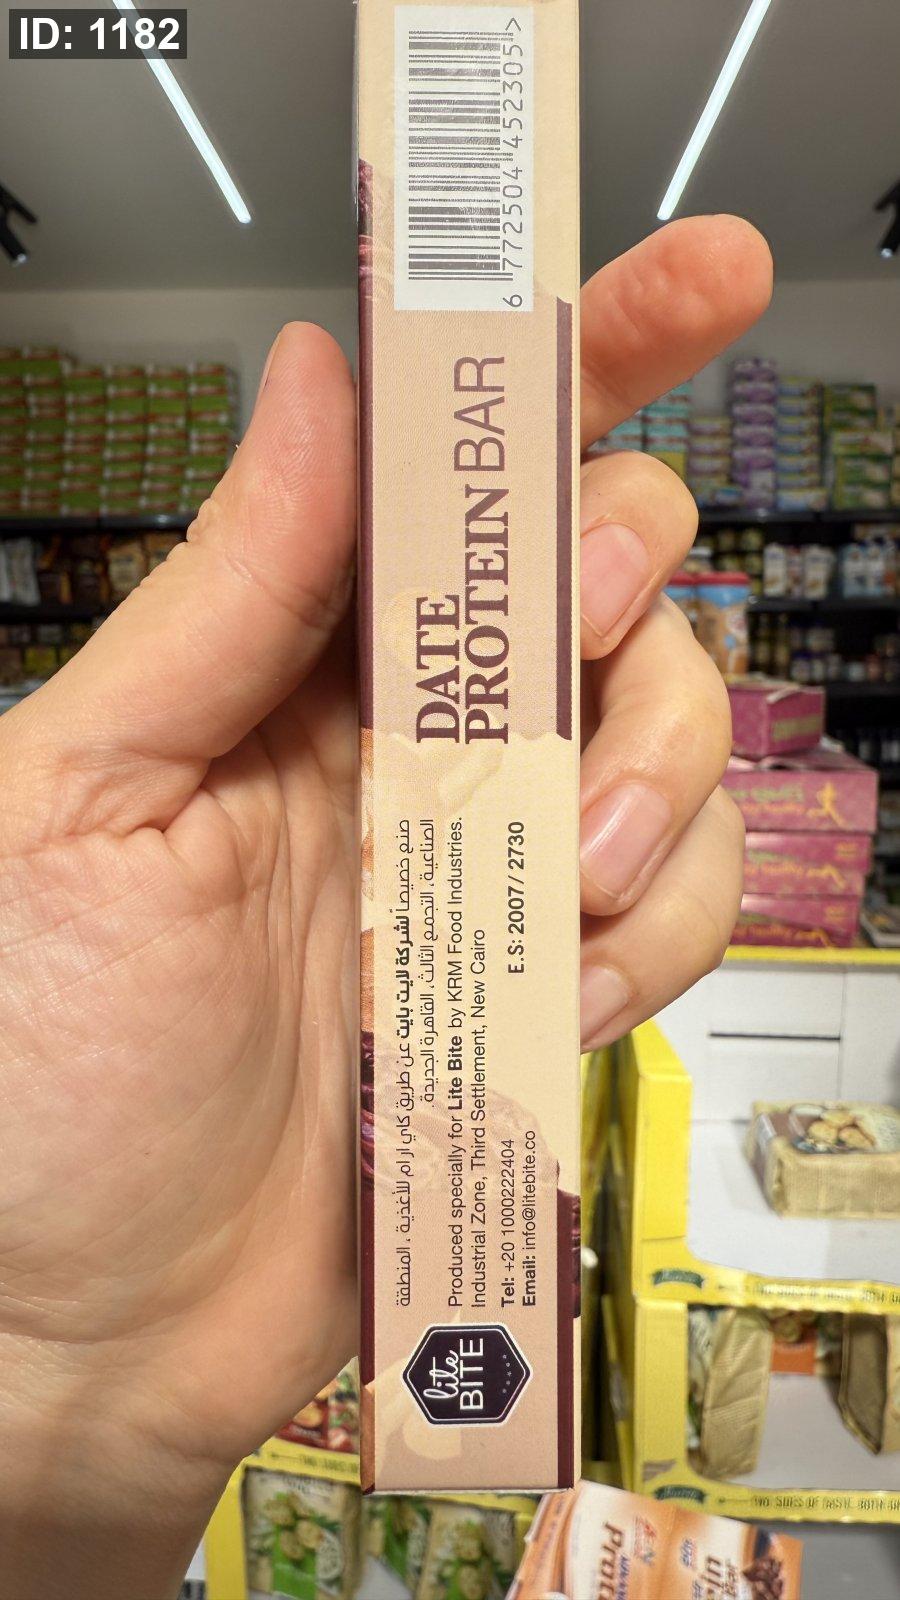 ID: 1182
6 772504 452305 >
DATE
PROTEIN BAR
صنع خصيصاً لشركة لايت بايت عن طريق كاي ار ام للأغذية ، المنطقة
الصناعية، التجمع الثالث، القاهرة الجديدة.
Produced specially for Lite Bite by KRM Food Industries.
Industrial Zone, Third Settlement, New Cairo
E.S: 2007/ 2730
Tel: +20 1000222404
Email: info@litebite.co
lite
BITE